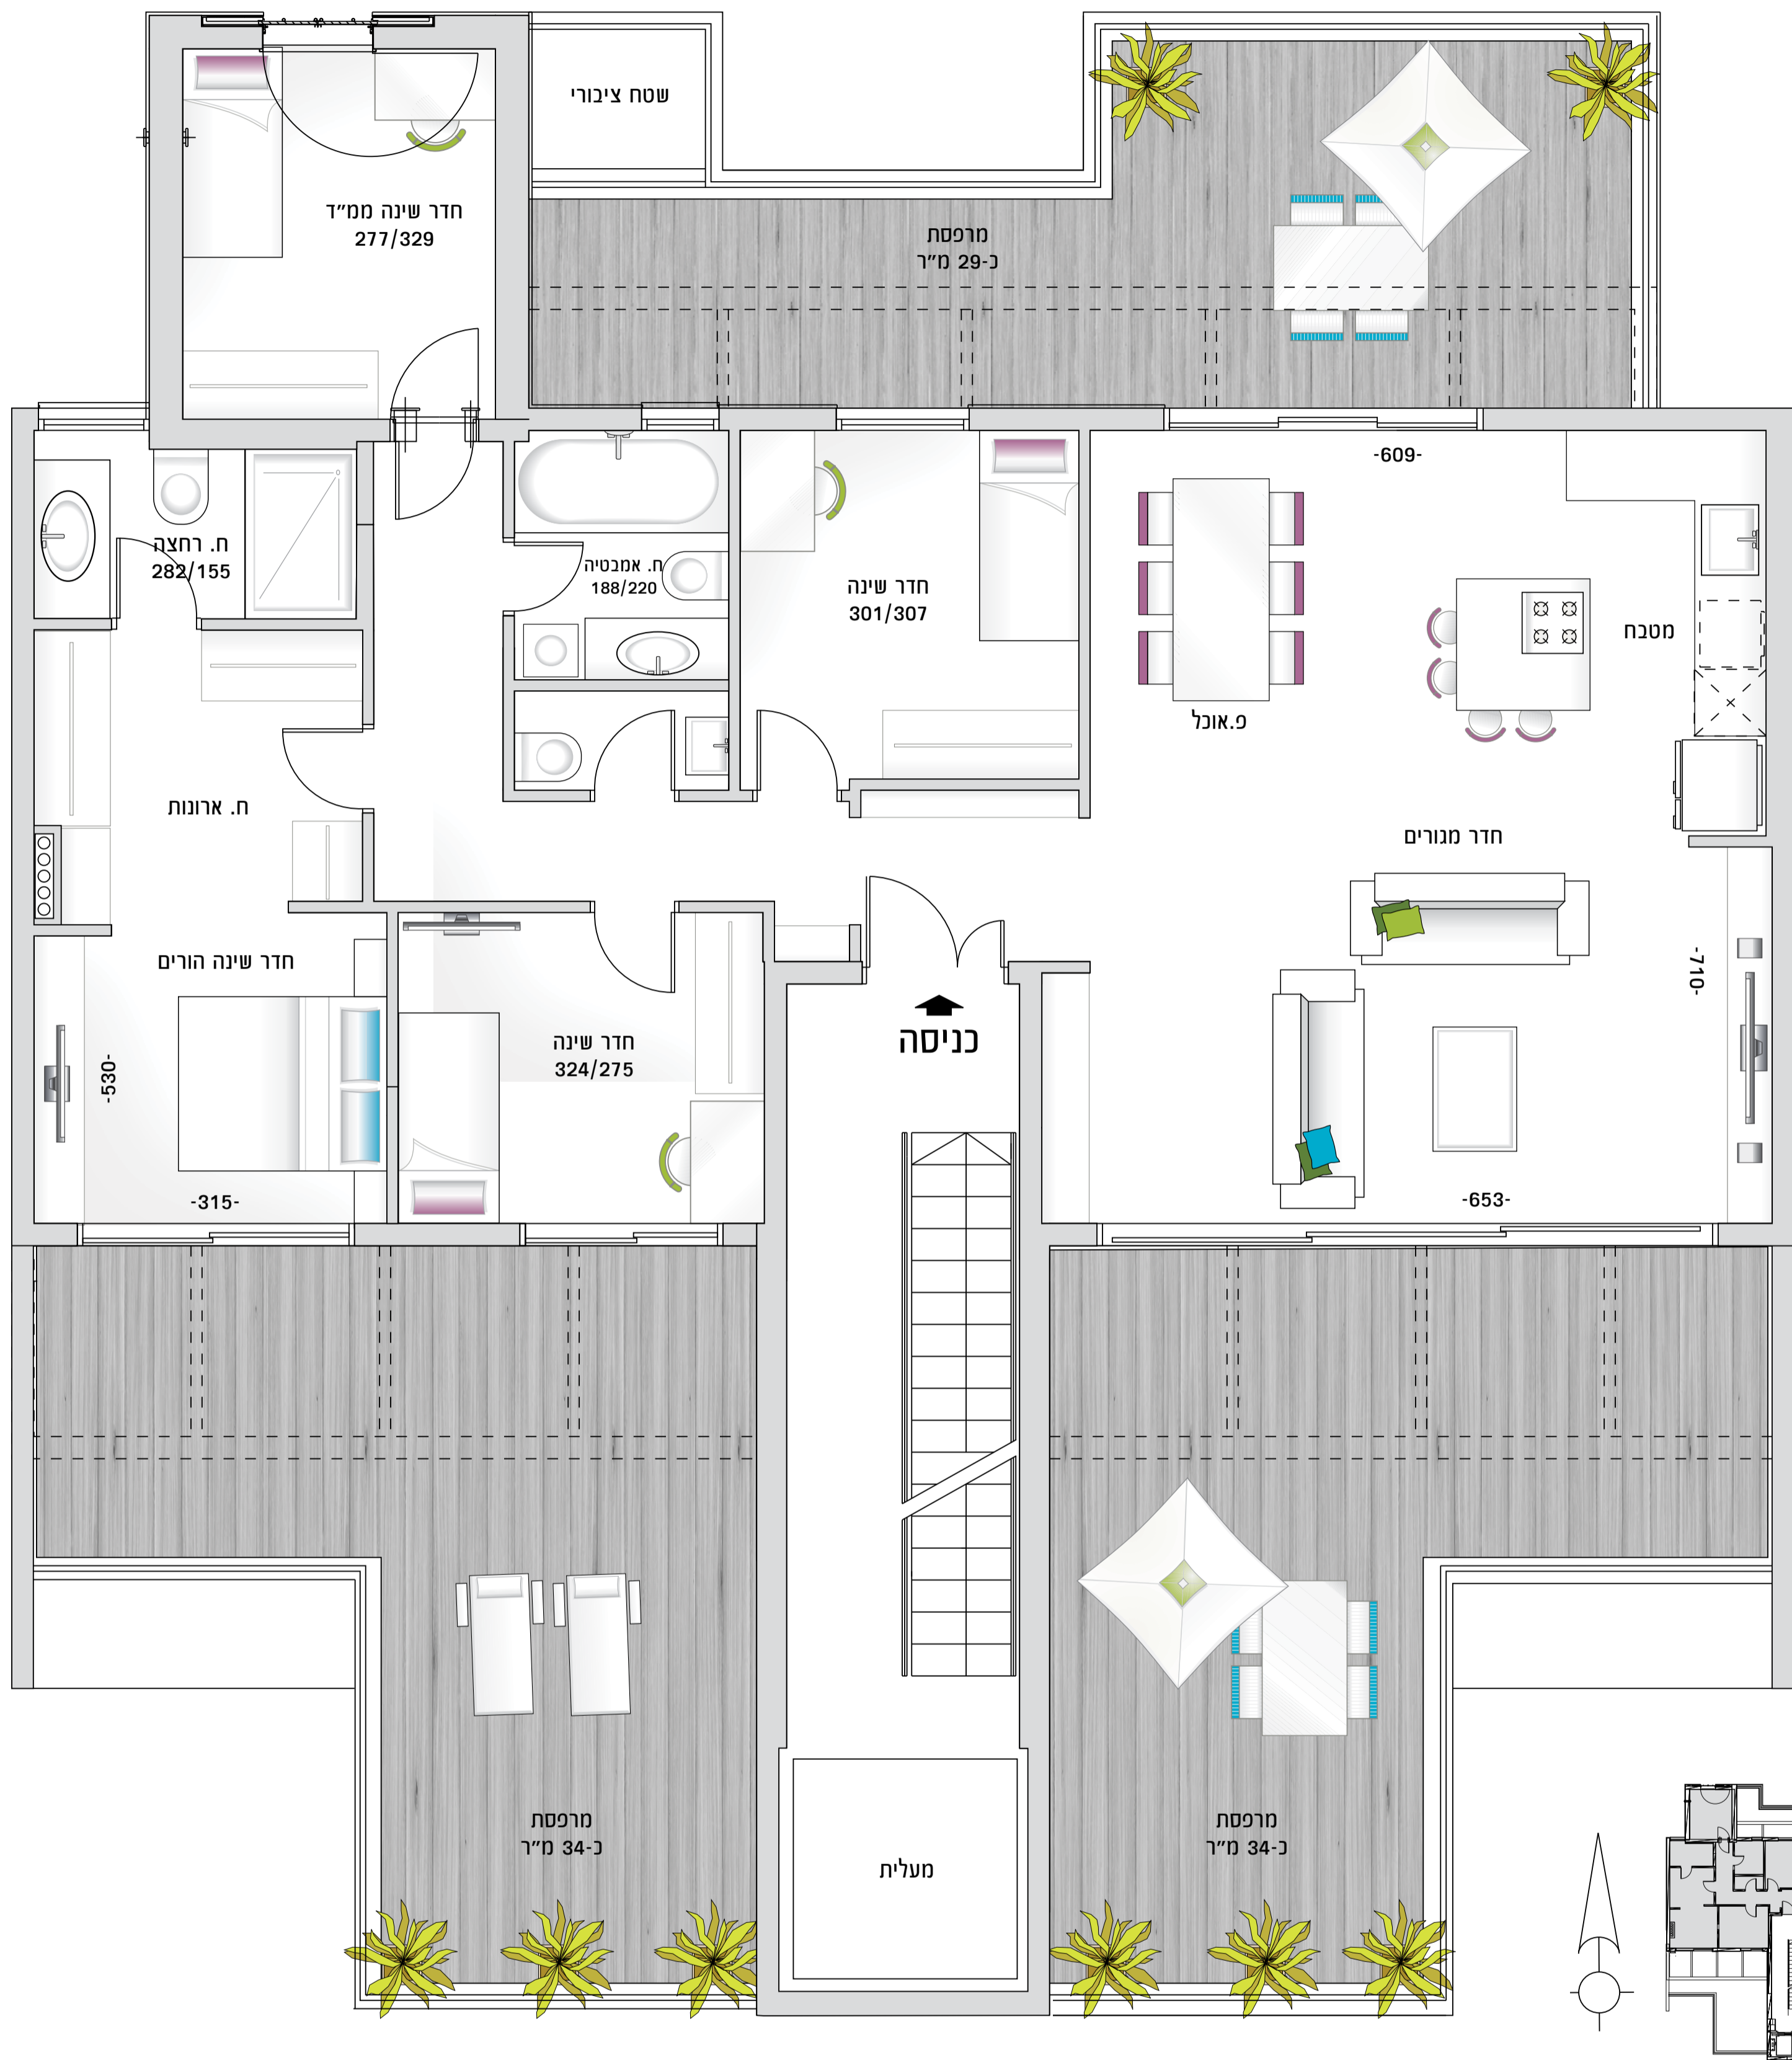 שטח ציבורי
חדר שינה ממ״ד
277/329
מרפסת
כ-29 מ״ר
-609-
ח. רחצה
282/155
ח. אמבטיה
188/220
חדר שינה
301/307
מטבח
פ.אוכל
ח. ארונות
חדר מגורים
חדר שינה הורים
-710-
כניסה
חדר שינה
324/275
-530-
-315-
-653-
מרפסת
כ-34 מ״ר
מרפסת
כ-34 מ״ר
מעלית